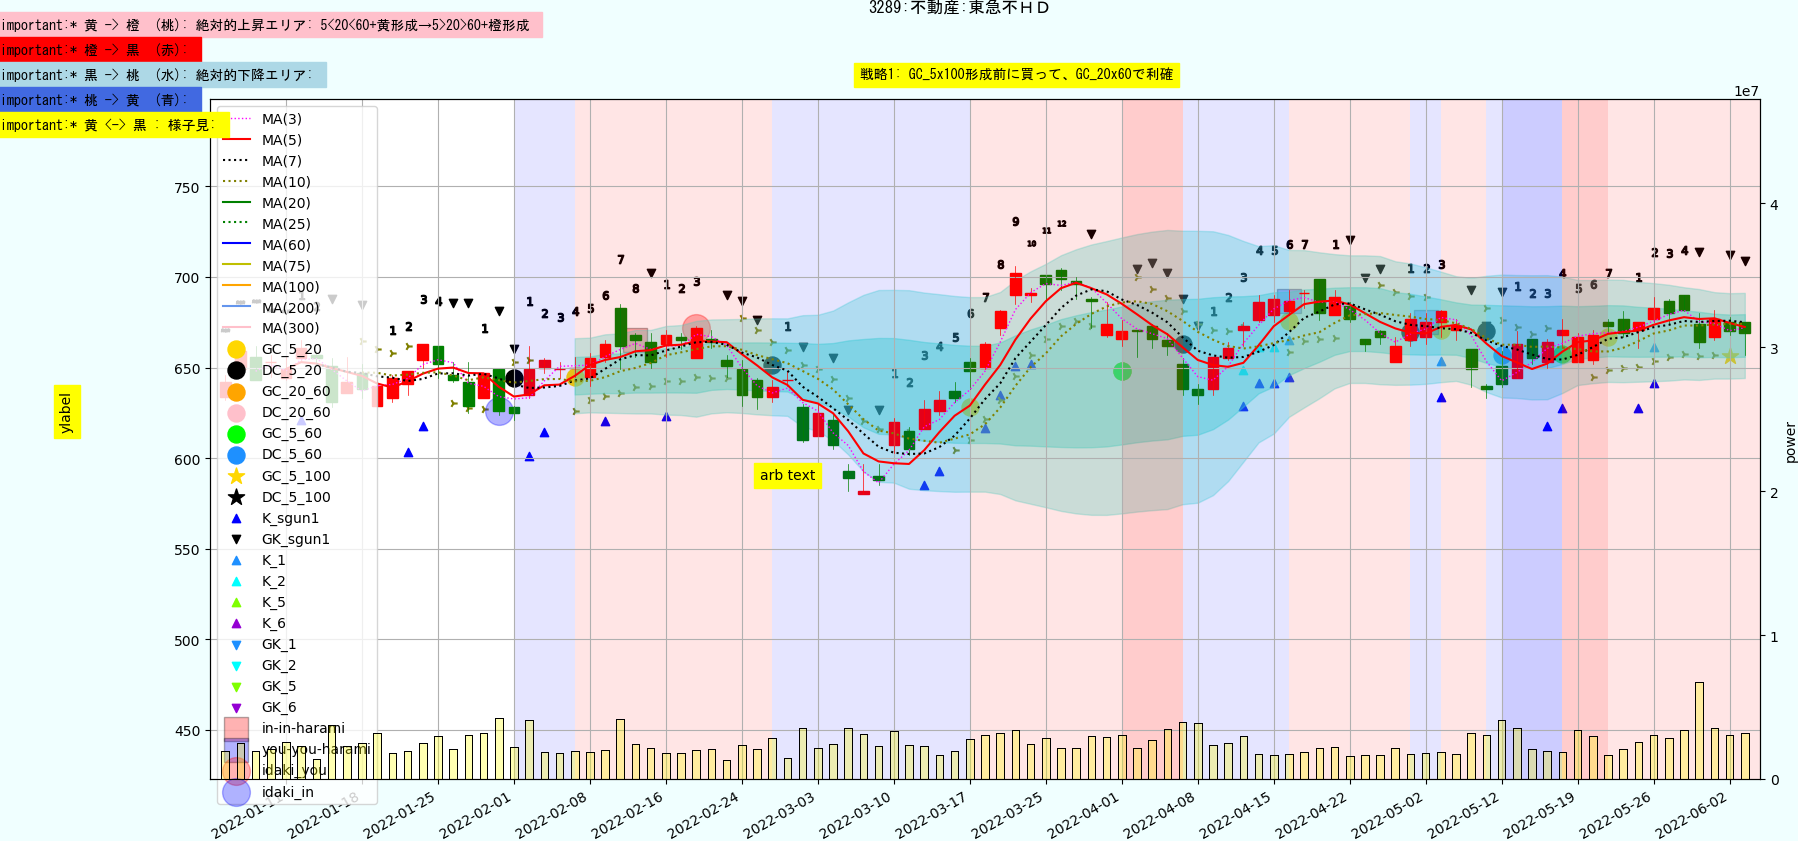 3289:不動産:東急不ＨＤ
important:* 黄 -> 橙 (桃): 絶対的上昇エリア: 5<20<60+黄形成→5>20>60+橙形成
important:* 橙 -> 黒 (赤):
important:* 黒 -> 桃 (水): 絶対的下降エリア:
important:* 桃 -> 黄 (青):
important:* 黄 <-> 黒 : 様子見:
戦略1: GC_5x100形成前に買って、GC_20x60で利確
1e7
MA(3)
MA(5)
MA(7)
MA(10)
MA(20)
MA(25)
MA(60)
MA(75)
MA(100)
MA(200)
MA(300)
GC_5_20
DC_5_20
GC_20_60
DC_20_60
GC_5_60
DC_5_60
GC_5_100
DC_5_100
K_sgun1
GK_sgun1
K_1
K_2
K_5
K_6
GK_1
GK_2
GK_5
GK_6
in-in-harami
you-you-harami
idaki_you
idaki_in
750
700
650
600
550
500
450
ylabel
arb text
4
3
2
1
0
power
2022-01-11
2022-01-18
2022-01-25
2022-02-01
2022-02-08
2022-02-16
2022-02-24
2022-03-03
2022-03-10
2022-03-17
2022-03-25
2022-04-01
2022-04-08
2022-04-15
2022-04-22
2022-05-02
2022-05-12
2022-05-19
2022-05-26
2022-06-02